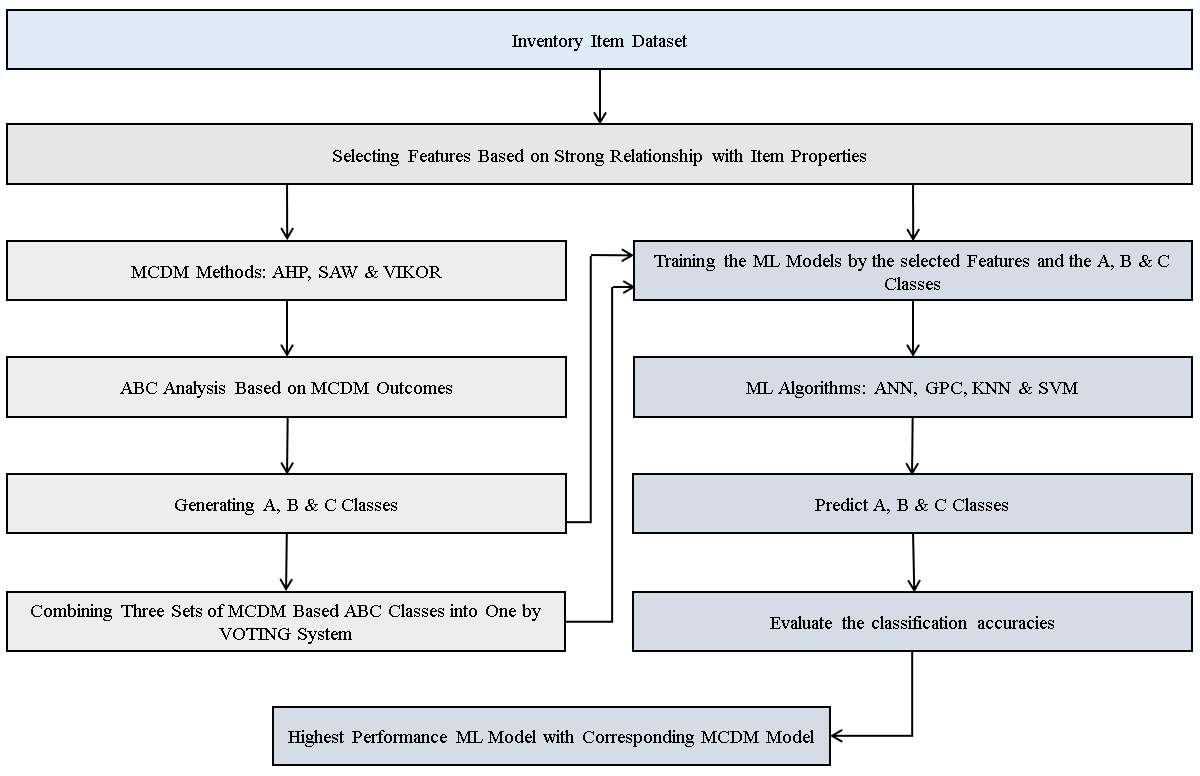 Inventory Item Dataset
Selecting Features Based on Strong Relationship with Item Properties
MCDM Methods: AHP, SAW & VIKOR
ABC Analysis Based on MCDM Outcomes
Generating A, B & C Classes
Combining Three Sets of MCDM Based ABC Classes into One by
VOTING System
Training the ML Models by the selected Features and the A, B & C
Classes
ML Algorithms: ANN, GPC, KNN & SVM
Predict A, B & C Classes
Evaluate the classification accuracies
Highest Performance ML Model with Corresponding MCDM Model